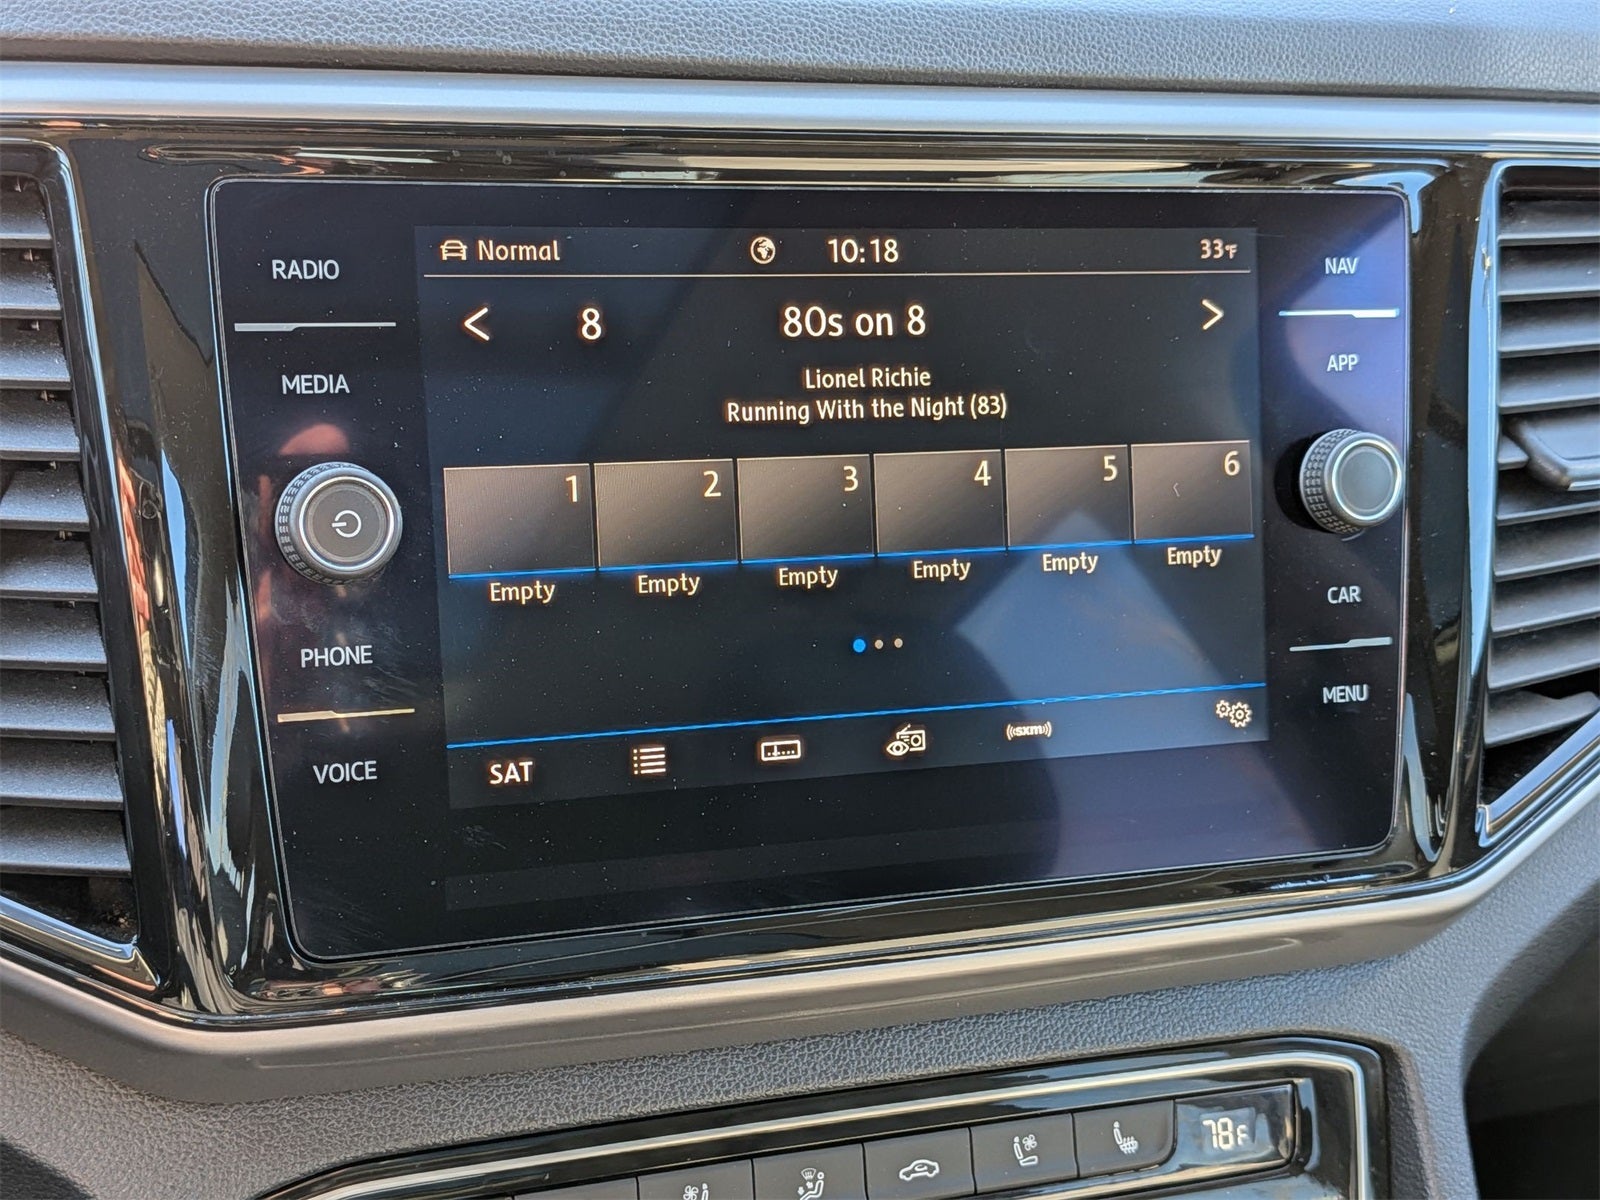 RADIO
MEDIA
PHONE
VOICE
Normal 10:18 33°F
< 8 80s on 8 >
Lionel Richie
Running With the Night (83)
1 2 3 4 5 6
Empty Empty Empty Empty Empty Empty
SAT ((sxm))
NAV
APP
CAR
MENU
78°F